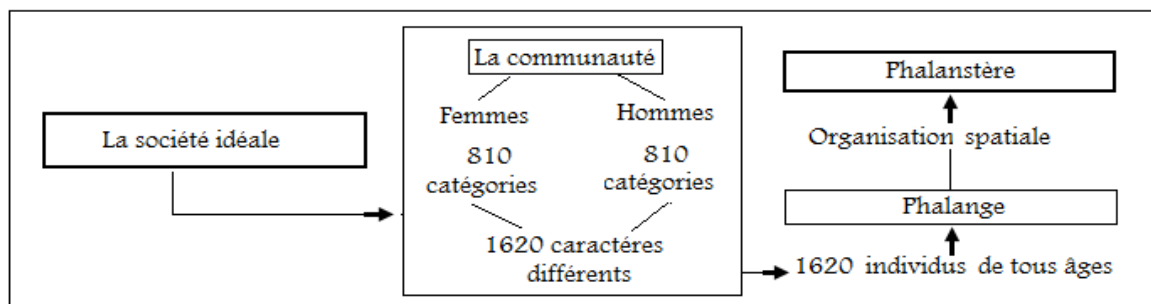 La société idéale
La communauté
Femmes
Hommes
810
catégories
810
catégories
1620 caractéres
différents
Phalanstère
Organisation spatiale
Phalange
1620 individus de tous âges